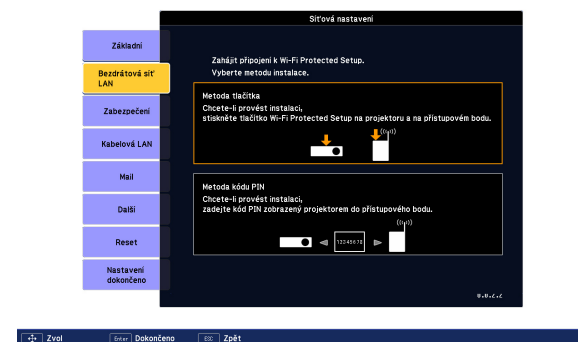 Síťová nastavení
Základní
Bezdrátová síť
LAN
Zabezpečení
Kabelová LAN
Mail
Další
Reset
Nastavení
dokončeno
Zahájit připojení k Wi-Fi Protected Setup.
Vyberte metodu instalace.
Metoda tlačítka
Chcete-li provést instalaci,
stiskněte tlačítko Wi-Fi Protected Setup na projektoru a na přístupovém bodu.
Metoda kódu PIN
Chcete-li provést instalaci,
zadejte kód PIN zobrazený projektorem do přístupového bodu.
12345678
Zvol
Enter Dokončeno
ESC Zpět